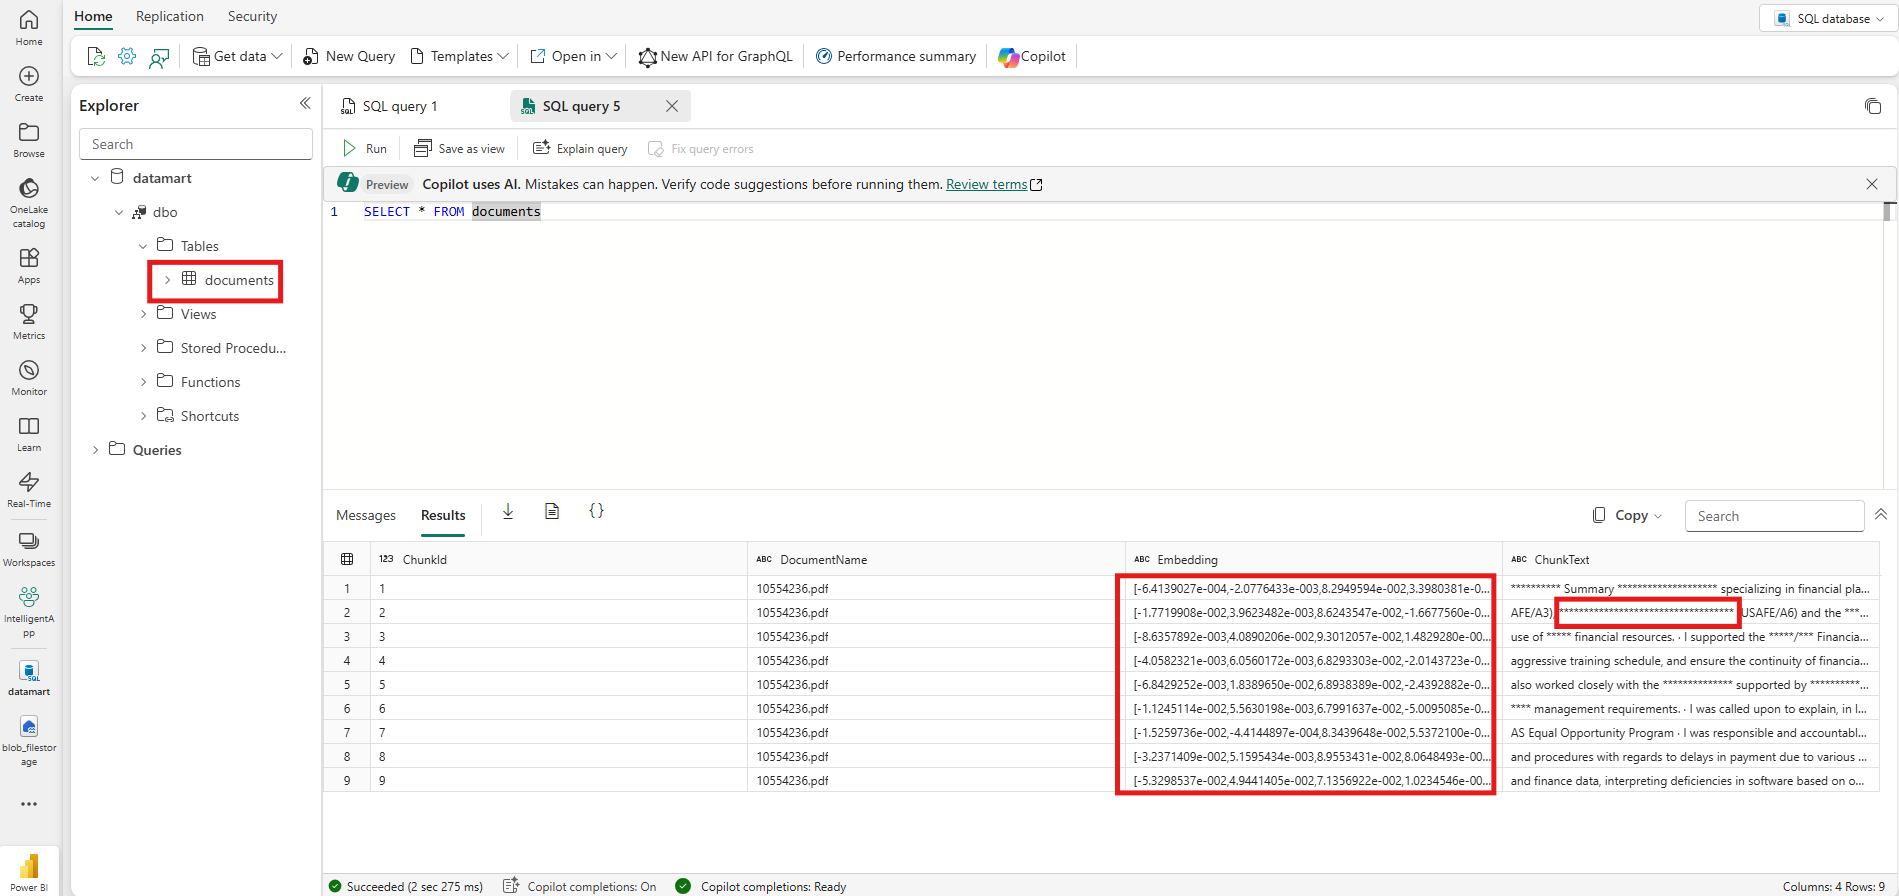 Home Replication Security SQL database
Get data New Query Templates Open in New API for GraphQL Performance summary Copilot
Home
Create
Browse
OneLake catalog
Apps
Metrics
Monitor
Learn
Real-Time
Workspaces
IntelligentA pp
datamart
blob_filestor age
Power BI
Explorer
Search
datamart
dbo
Tables
documents
Views
Stored Procedu...
Functions
Shortcuts
Queries
SQL query 1 SQL query 5
Run Save as view Explain query Fix query errors
Preview Copilot uses AI. Mistakes can happen. Verify code suggestions before running them. Review terms
1 SELECT * FROM documents
Messages Results {} Copy Search
123 ChunkId ABC DocumentName ABC Embedding ABC ChunkText
1 1 10554236.pdf [-6.4139027e-004,-2.0776433e-003,8.2949594e-002,3.3980381e-0... ********** Summary ******************** specializing in financial pla...
2 2 10554236.pdf [-1.7719908e-002,3.9623482e-003,8.6243547e-002,-1.6677560e-... AFE/A3), *********************************** (USAFE/A6) and the ***...
3 3 10554236.pdf [-8.6357892e-003,4.0890206e-002,9.3012057e-002,1.4829280e-00... use of ***** financial resources. · I supported the *****/*** Financia...
4 4 10554236.pdf [-4.0582321e-003,6.0560172e-003,6.8293303e-002,-2.0143723e-0... aggressive training schedule, and ensure the continuity of financia...
5 5 10554236.pdf [-6.8429252e-003,1.8389650e-002,6.8938389e-002,-2.4392882e-0... also worked closely with the ************** supported by **********...
6 6 10554236.pdf [-1.1245114e-002,5.5630198e-003,6.7991637e-002,-5.0095085e-0... **** management requirements. · I was called upon to explain, in l...
7 7 10554236.pdf [-1.5259736e-002,-4.4144897e-004,8.3439648e-002,5.5372100e-0... AS Equal Opportunity Program · I was responsible and accountabl...
8 8 10554236.pdf [-3.2371409e-002,5.1595434e-003,8.9553431e-002,8.0648493e-00... and procedures with regards to delays in payment due to various ...
9 9 10554236.pdf [-5.3298537e-002,4.9441405e-002,7.1356922e-002,1.0234546e-00... and finance data, interpreting deficiencies in software based on o...
Succeeded (2 sec 275 ms) Copilot completions: On Copilot completions: Ready Columns: 4 Rows: 9